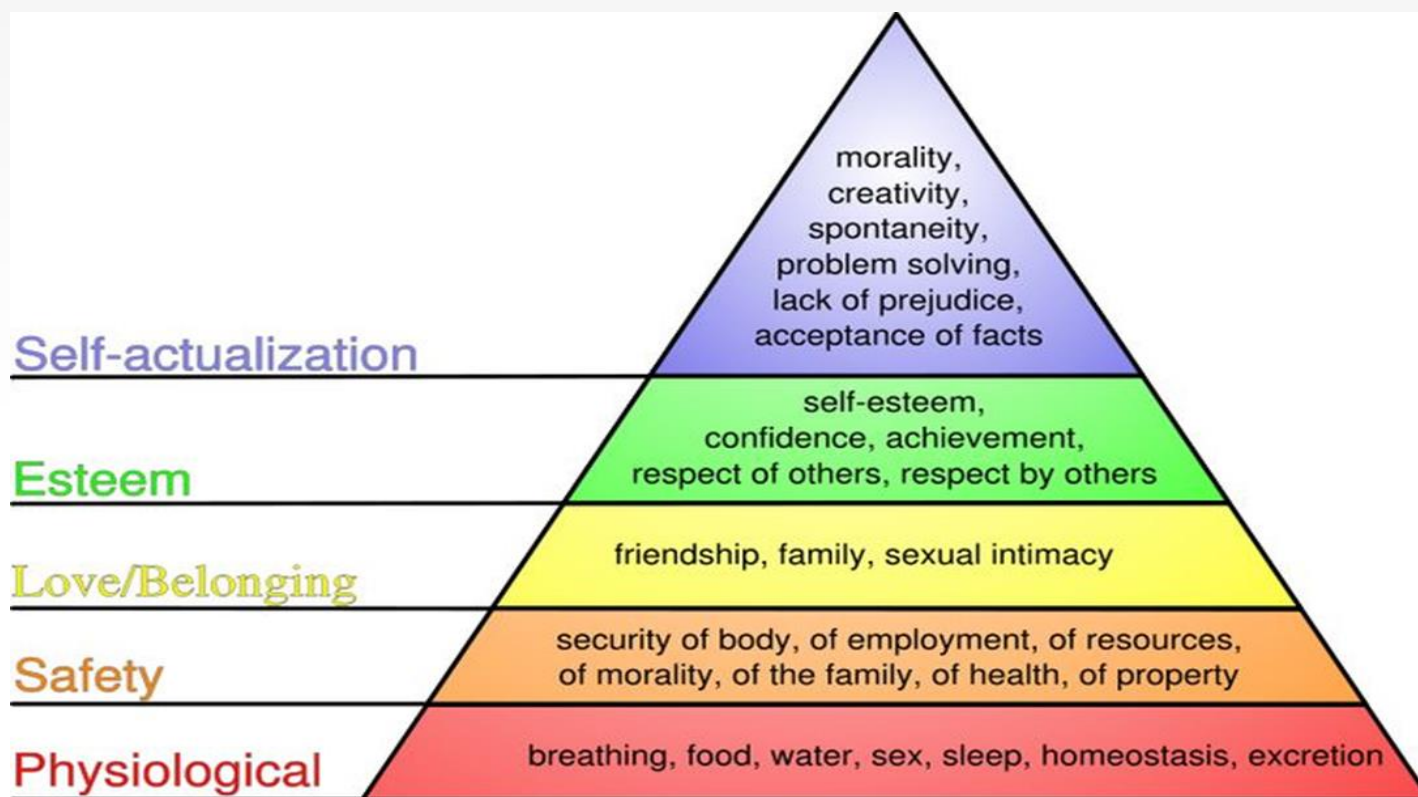 morality,
creativity,
spontaneity,
problem solving,
lack of prejudice,
acceptance of facts
Self-actualization
self-esteem,
confidence, achievement,
respect of others, respect by others
Esteem
friendship, family, sexual intimacy
Love/Belonging
security of body, of employment, of resources,
of morality, of the family, of health, of property
Safety
breathing, food, water, sex, sleep, homeostasis, excretion
Physiological